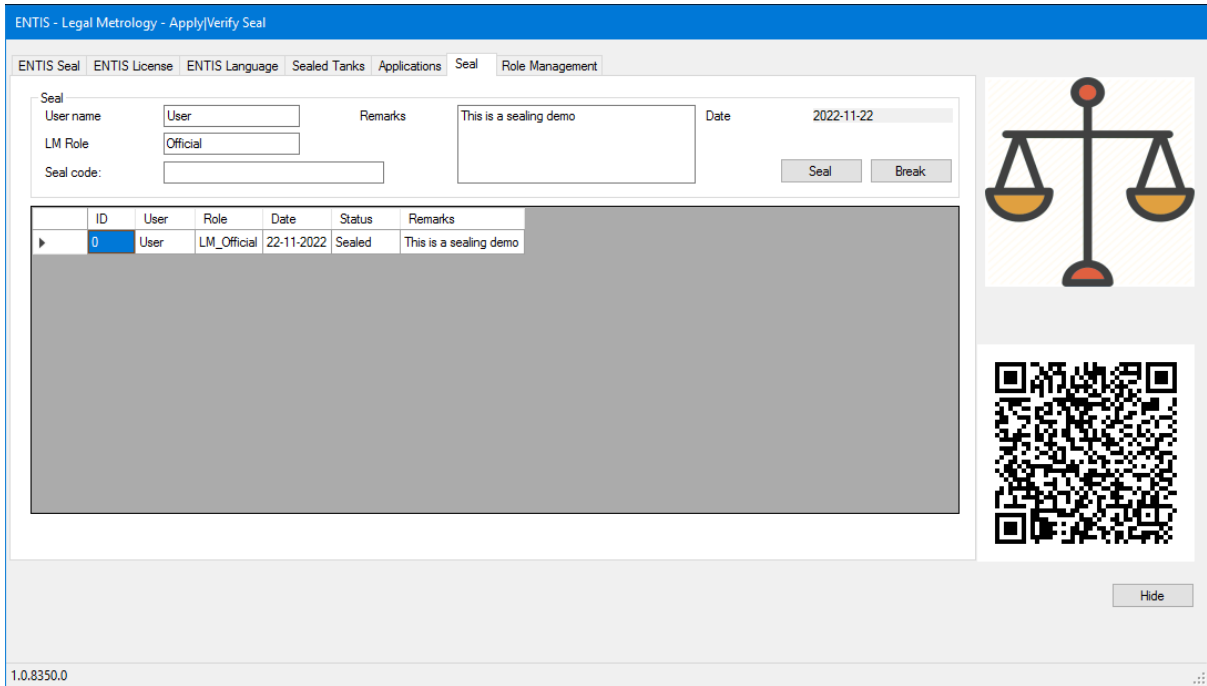 ENTIS - Legal Metrology - Apply|Verify Seal
ENTIS Seal ENTIS License ENTIS Language Sealed Tanks Applications Seal Role Management
Seal
User name User Remarks This is a sealing demo Date 2022-11-22
LM Role Official
Seal code: Seal Break
ID User Role Date Status Remarks
0 User LM_Official 22-11-2022 Sealed This is a sealing demo
Hide
1.0.8350.0